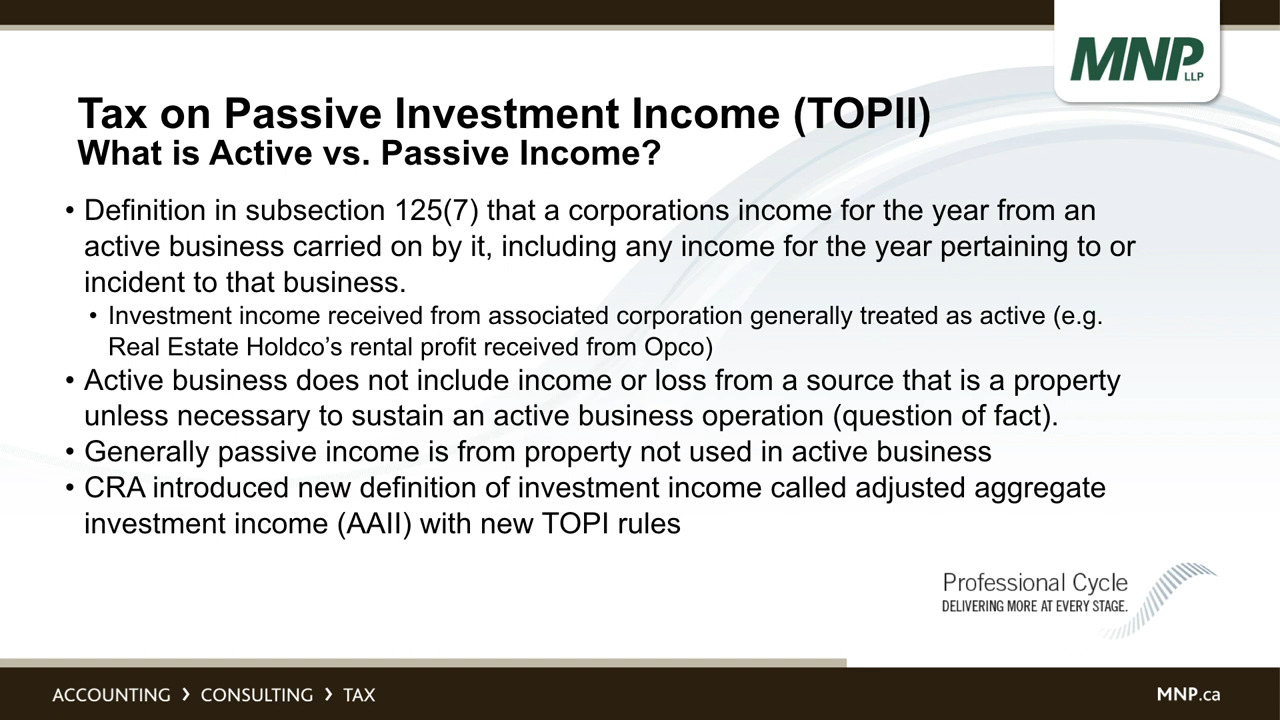 MNP
LLP
Tax on Passive Investment Income (TOPII)
What is Active vs. Passive Income?
• Definition in subsection 125(7) that a corporations income for the year from an
active business carried on by it, including any income for the year pertaining to or
incident to that business.
• Investment income received from associated corporation generally treated as active (e.g.
Real Estate Holdco’s rental profit received from Opco)
• Active business does not include income or loss from a source that is a property
unless necessary to sustain an active business operation (question of fact).
• Generally passive income is from property not used in active business
• CRA introduced new definition of investment income called adjusted aggregate
investment income (AAII) with new TOPI rules
Professional Cycle
DELIVERING MORE AT EVERY STAGE.
ACCOUNTING › CONSULTING › TAX
MNP.ca